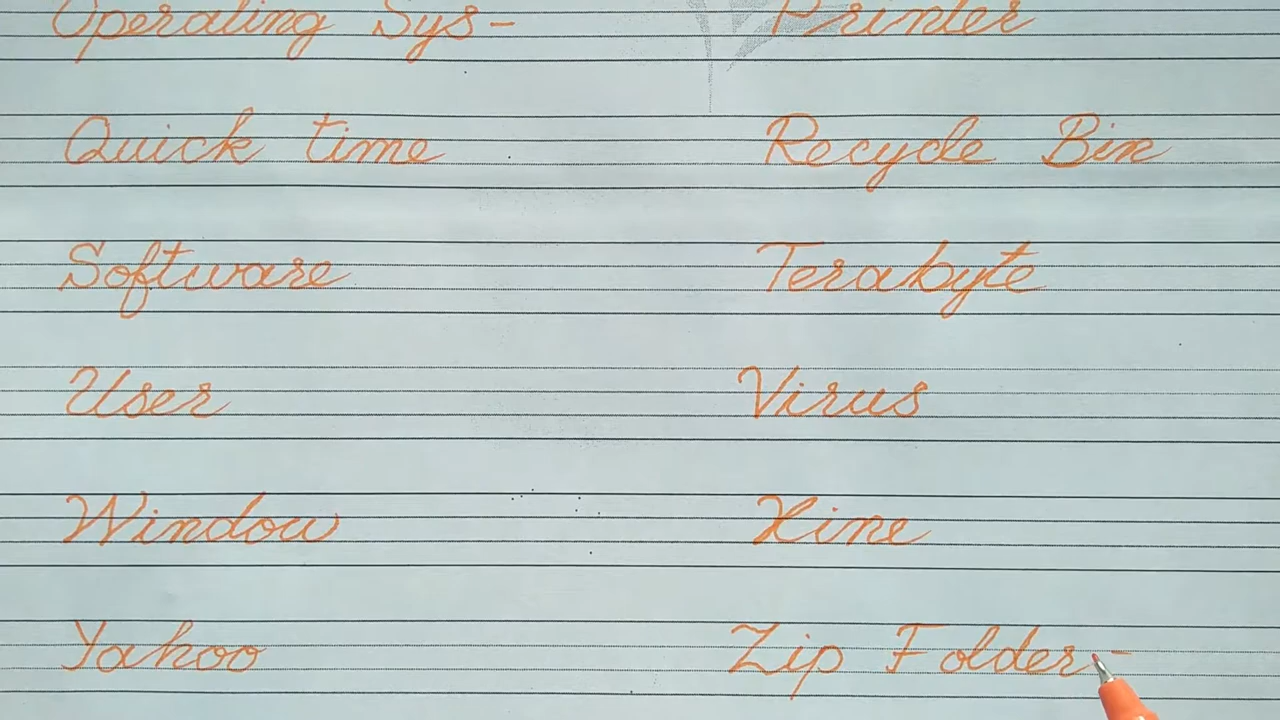 Operating Sys- Printer
Quick time Recycle Bin
Software Terabyte
User Virus
Window Xine
Yahoo Zip Folder-